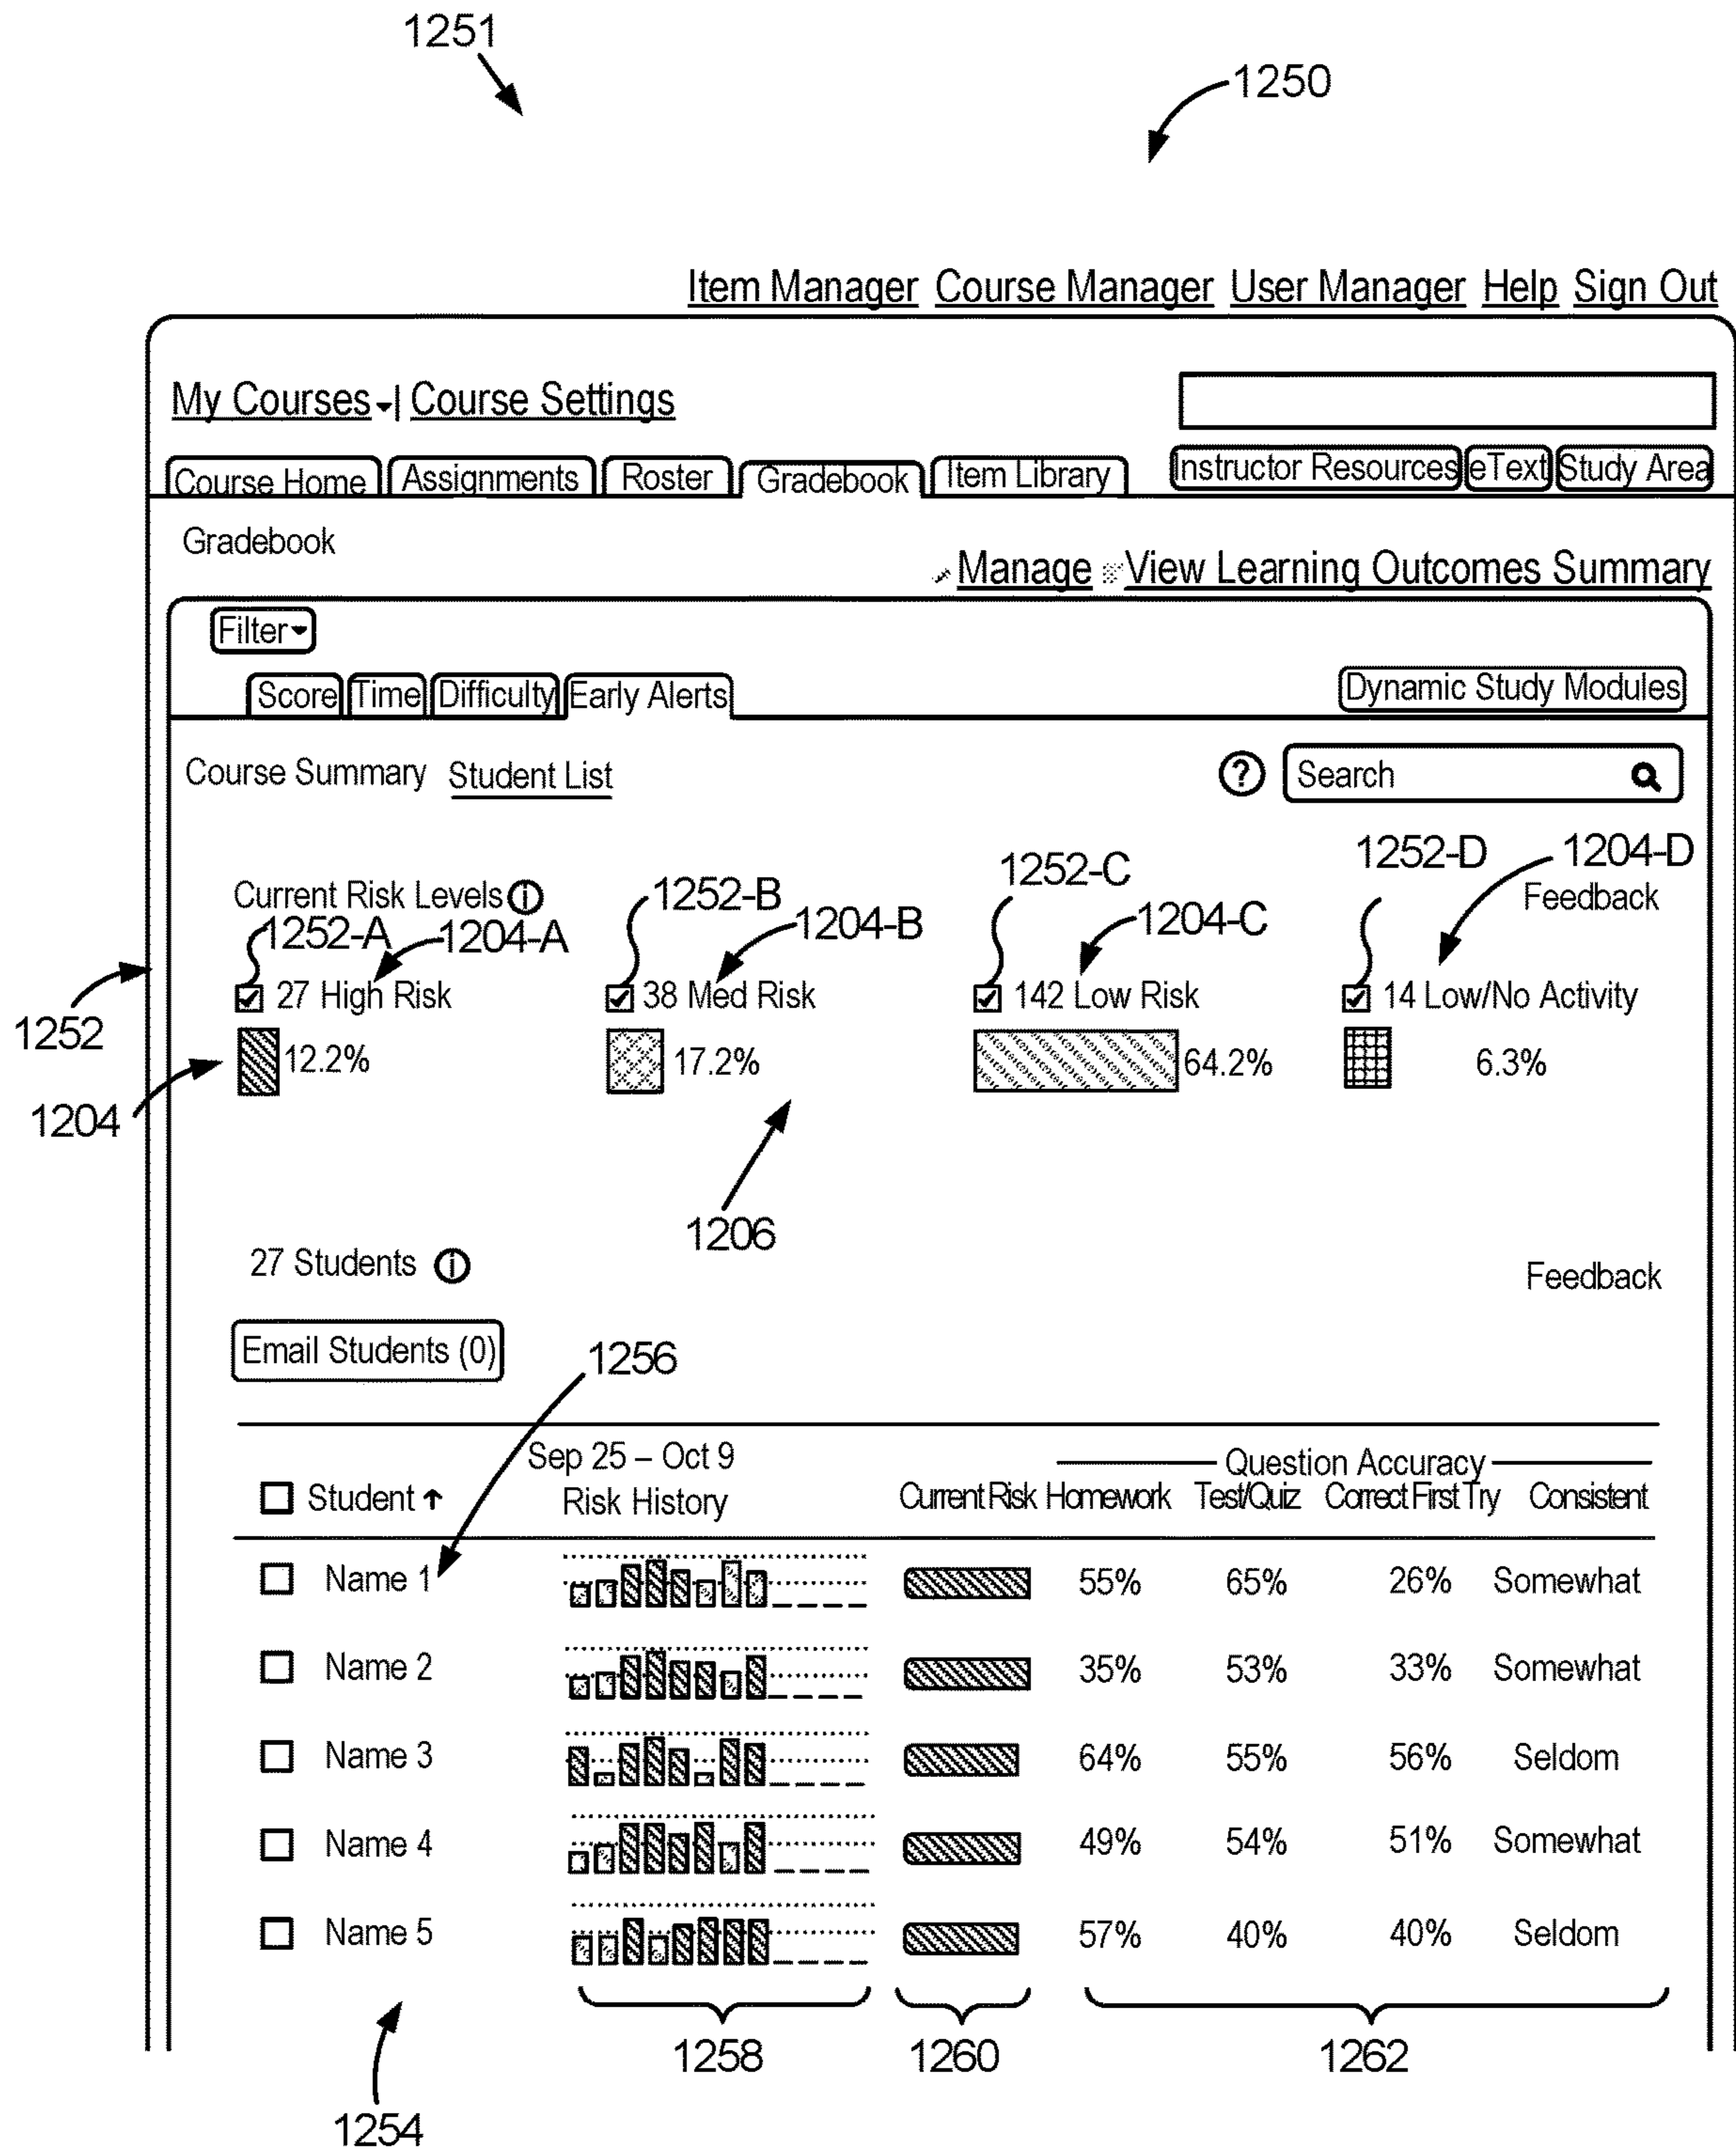 1251
1250
Item Manager Course Manager User Manager Help Sign Out
My Courses | Course Settings
Course Home Assignments Roster Gradebook Item Library Instructor Resources eText Study Area
Gradebook
Manage View Learning Outcomes Summary
Filter
Score Time Difficulty Early Alerts Dynamic Study Modules
Course Summary Student List ? Search
1252-B 1252-C 1252-D 1204-D
Current Risk Levels i Feedback
1252-A 1204-A 1204-B 1204-C
27 High Risk 38 Med Risk 142 Low Risk 14 Low/No Activity
1252
12.2% 17.2% 64.2% 6.3%
1204
1206
27 Students i Feedback
Email Students (0)
1256
Sep 25 – Oct 9 Question Accuracy
Student ↑ Risk History Current Risk Homework Test/Quiz Correct First Try Consistent
Name 1 55% 65% 26% Somewhat
Name 2 35% 53% 33% Somewhat
Name 3 64% 55% 56% Seldom
Name 4 49% 54% 51% Somewhat
Name 5 57% 40% 40% Seldom
1258 1260 1262
1254